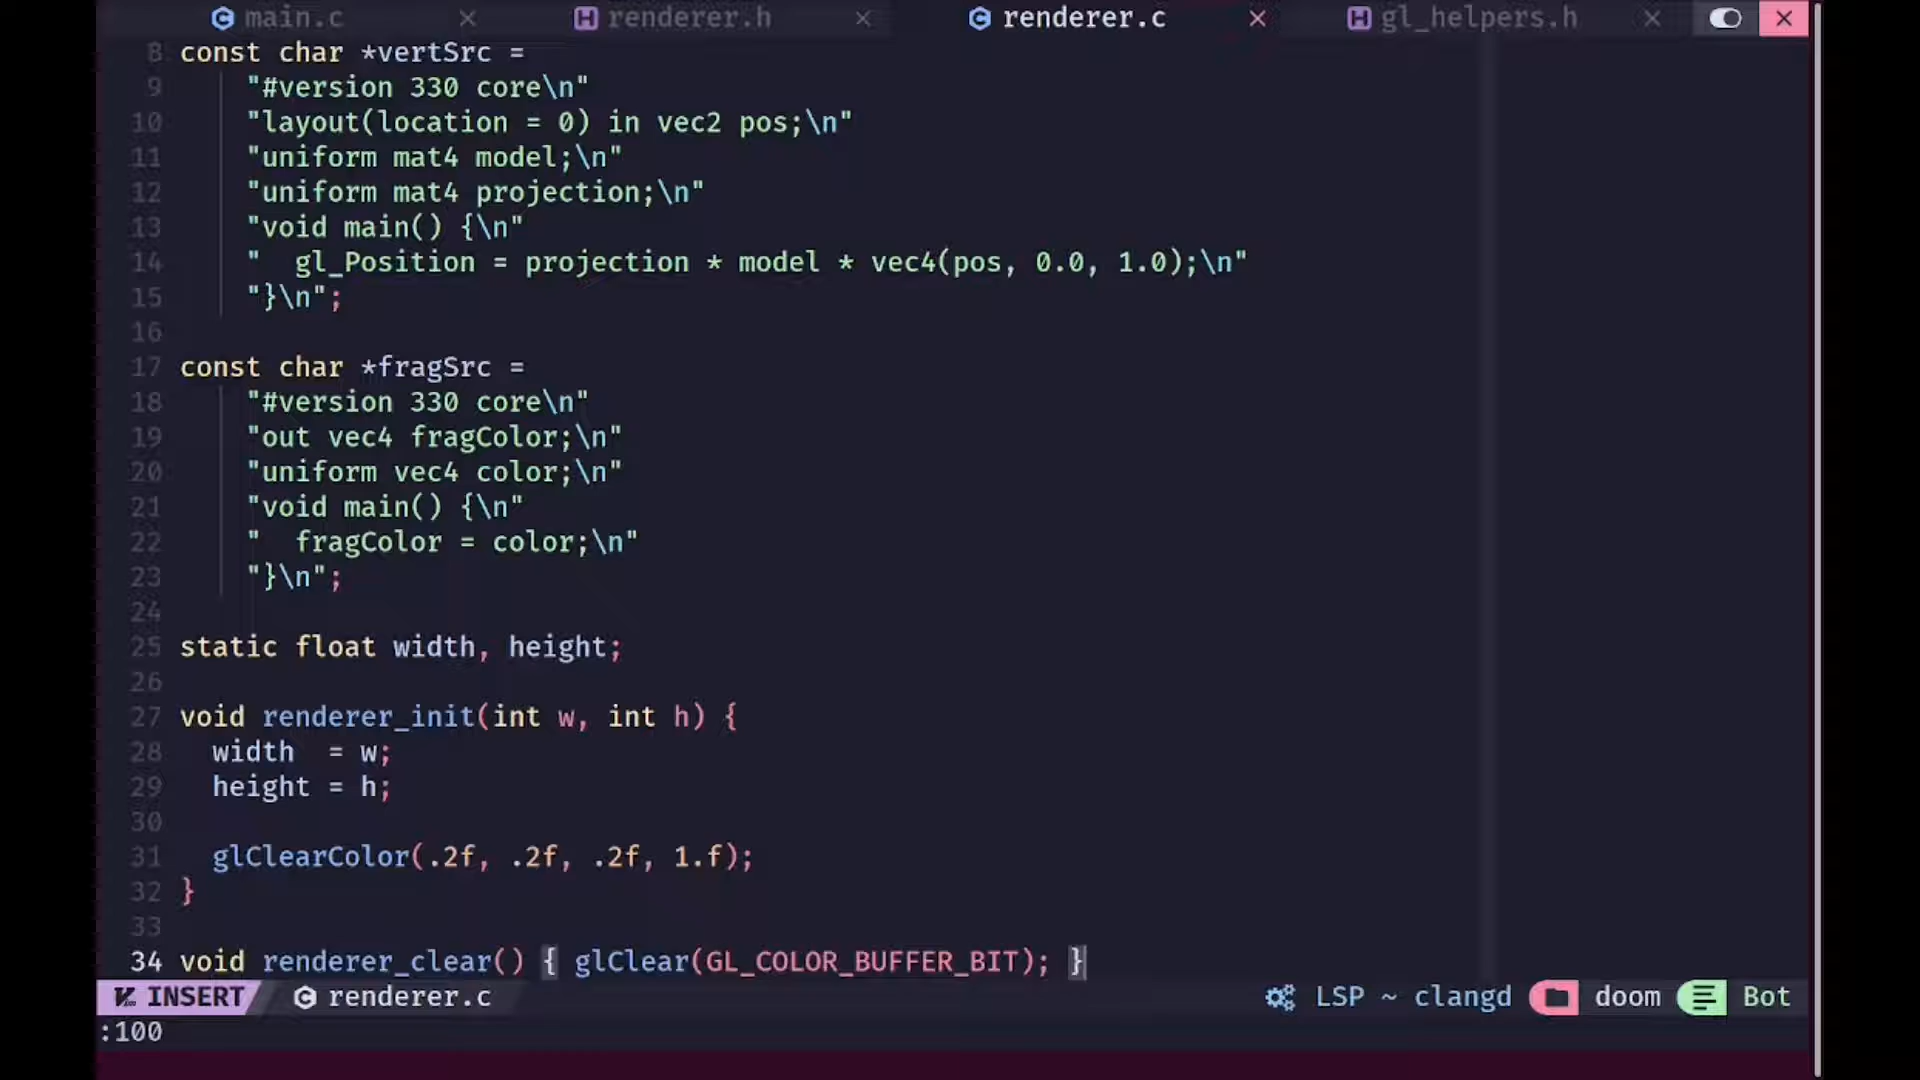 main.c × renderer.h × renderer.c × gl_helpers.h × ×
8 const char *vertSrc =
9 "#version 330 core\n"
10 "layout(location = 0) in vec2 pos;\n"
11 "uniform mat4 model;\n"
12 "uniform mat4 projection;\n"
13 "void main() {\n"
14 "  gl_Position = projection * model * vec4(pos, 0.0, 1.0);\n"
15 "}\n";
16
17 const char *fragSrc =
18 "#version 330 core\n"
19 "out vec4 fragColor;\n"
20 "uniform vec4 color;\n"
21 "void main() {\n"
22 "  fragColor = color;\n"
23 "}\n";
24
25 static float width, height;
26
27 void renderer_init(int w, int h) {
28   width  = w;
29   height = h;
30
31   glClearColor(.2f, .2f, .2f, 1.f);
32 }
33
34 void renderer_clear() { glClear(GL_COLOR_BUFFER_BIT); }
INSERT renderer.c LSP ~ clangd doom Bot
:100